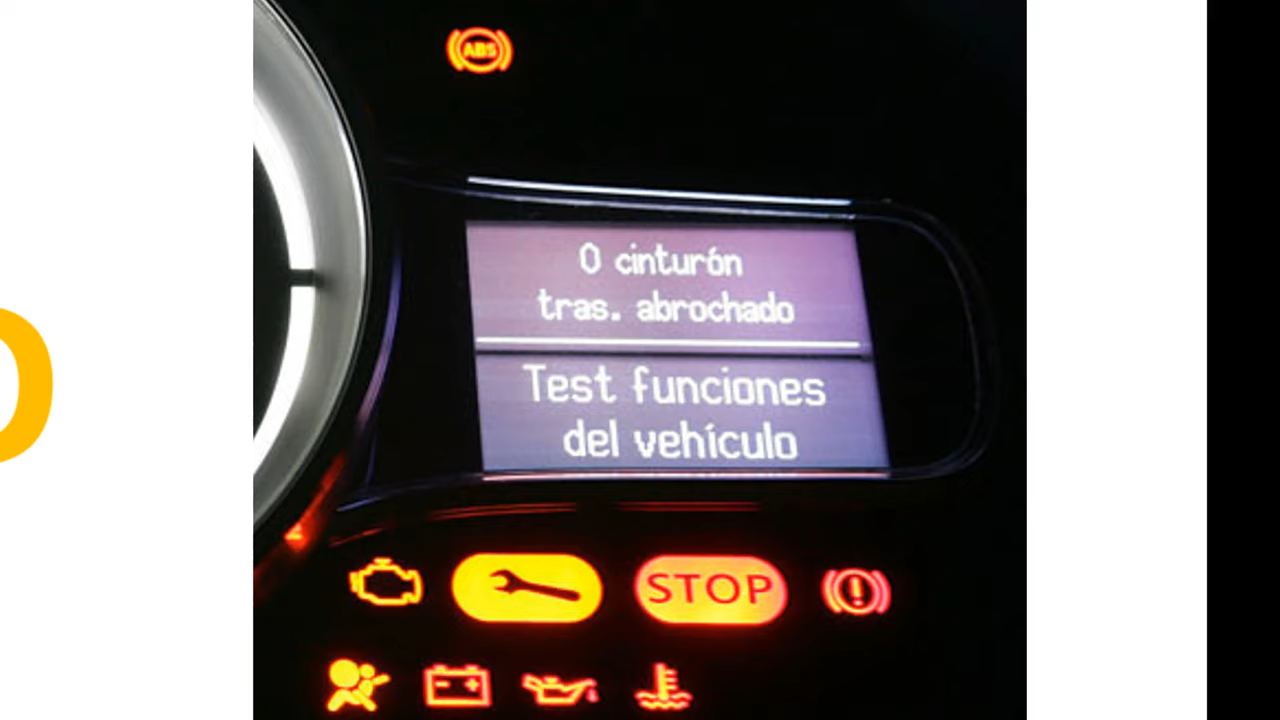 ABS
0 cinturón
tras. abrochado
Test funciones
del vehículo
STOP